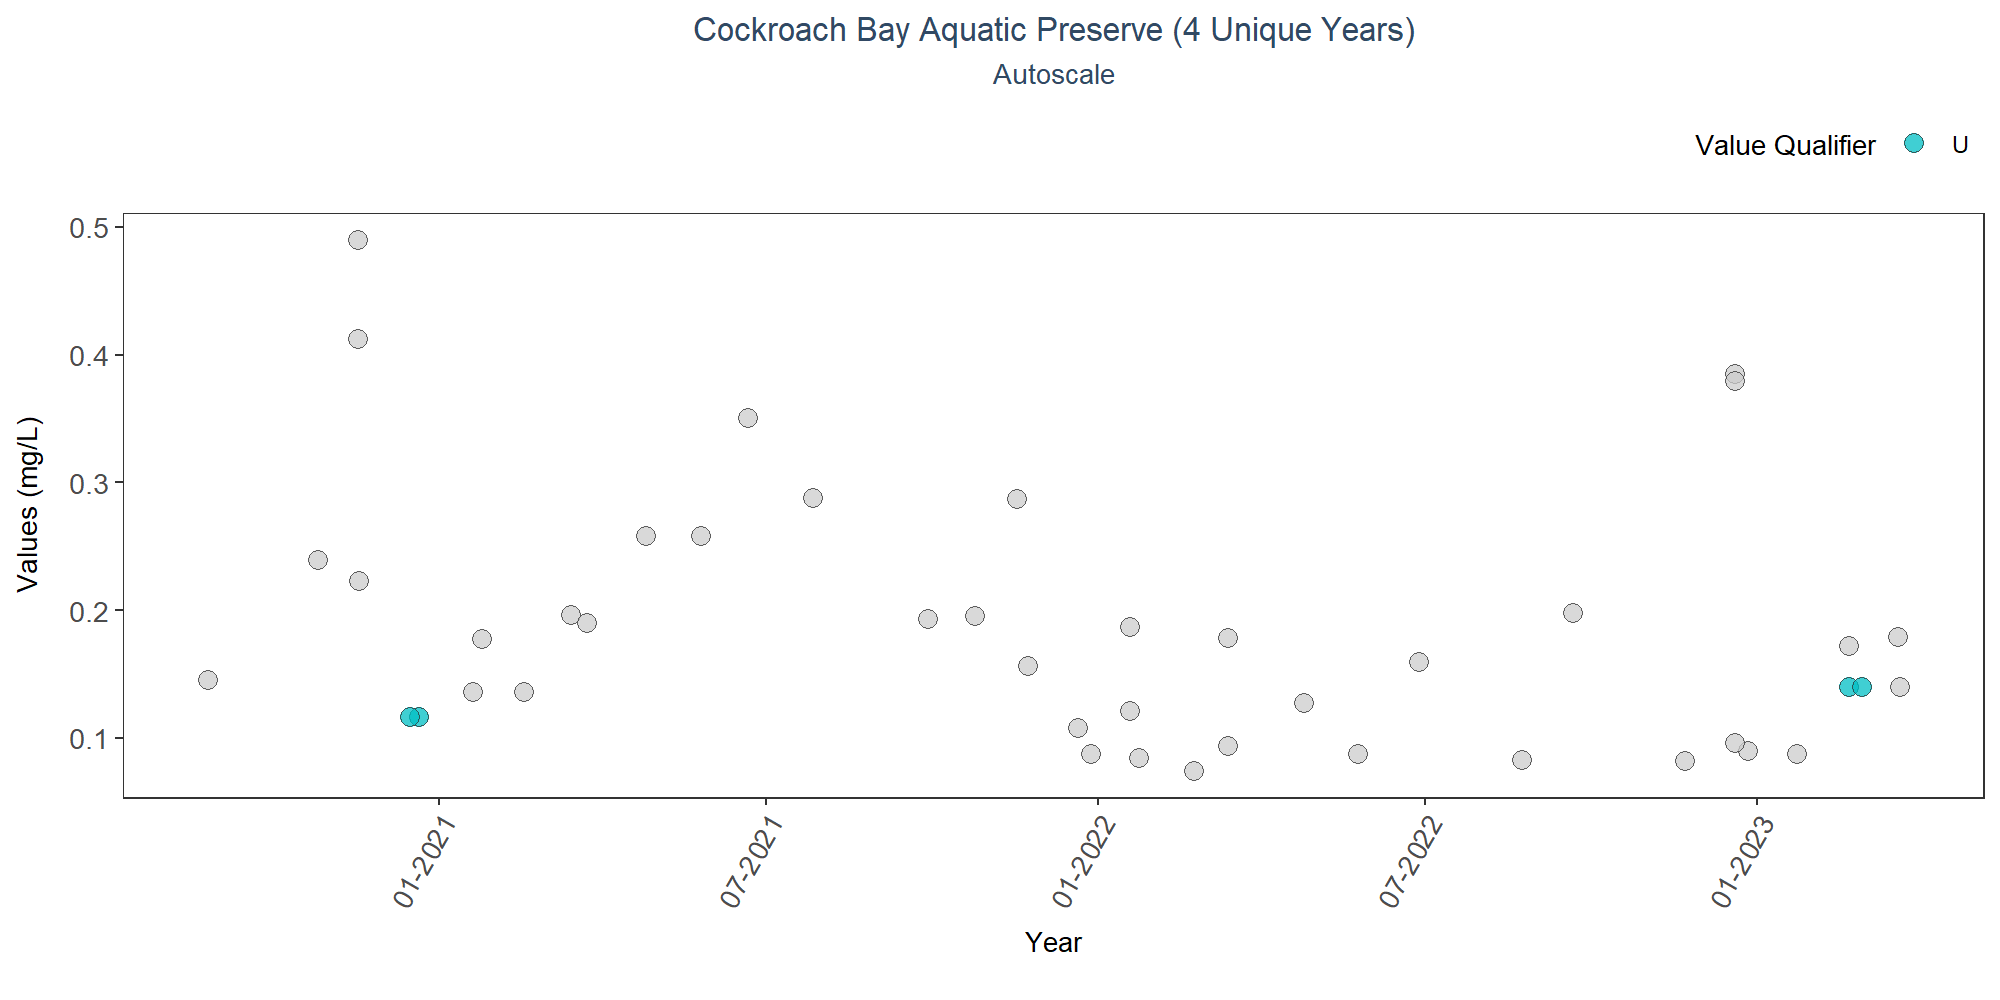 Cockroach Bay Aquatic Preserve (4 Unique Years)
Autoscale
Value Qualifier U
0.5
0.4
0.3
0.2
0.1
Values (mg/L)
01-2021
07-2021
01-2022
07-2022
01-2023
Year